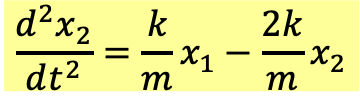 d²x₂/dt² = k/m x₁ − 2k/m x₂